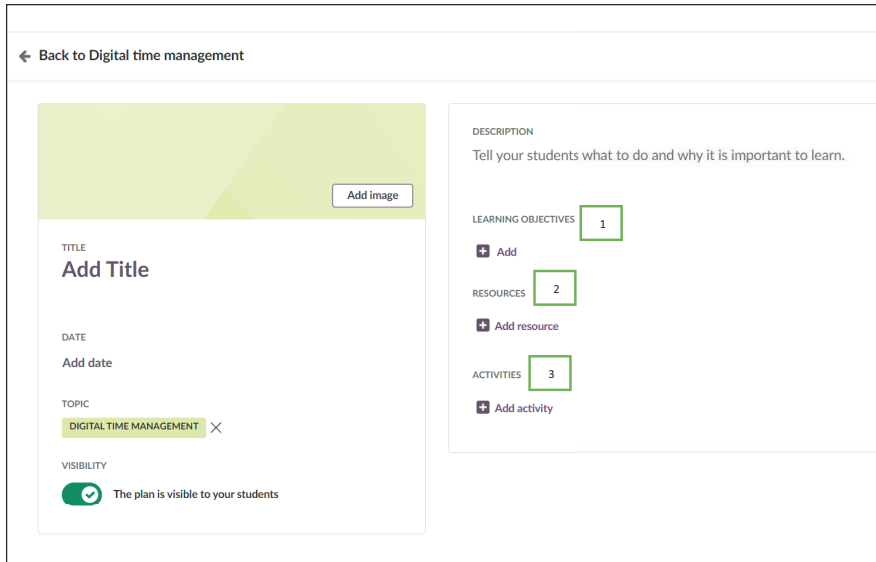 Back to Digital time management
Add image
TITLE
Add Title
DATE
Add date
TOPIC
DIGITAL TIME MANAGEMENT
VISIBILITY
The plan is visible to your students
DESCRIPTION
Tell your students what to do and why it is important to learn.
LEARNING OBJECTIVES 1
Add
RESOURCES 2
Add resource
ACTIVITIES 3
Add activity